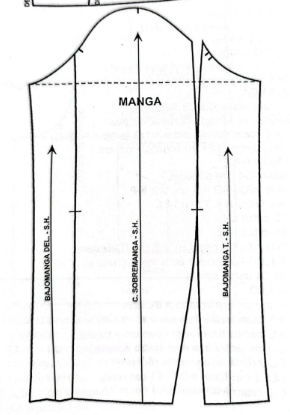 MANGA
BAJOMANGA DEL. - S.H.
C. SOBREMANGA - S.H.
BAJOMANGA T. - S.H.